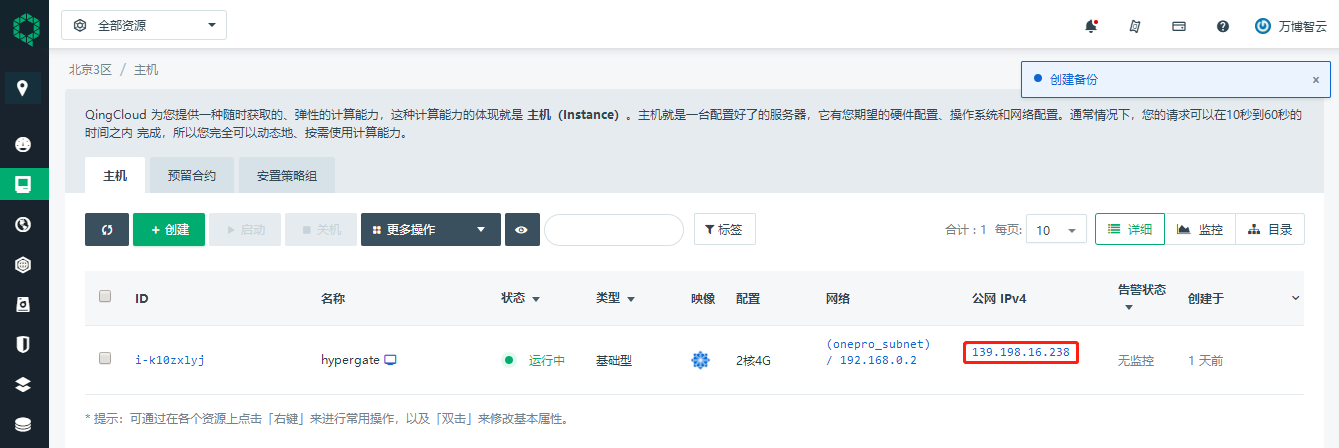 全部资源
万博智云
北京3区 / 主机
创建备份 ×
QingCloud 为您提供一种随时获取的、弹性的计算能力，这种计算能力的体现就是 主机（Instance）。主机就是一台配置好了的服务器，它有您期望的硬件配置、操作系统和网络配置。通常情况下，您的请求可以在10秒到60秒的
时间之内 完成，所以您完全可以动态地、按需使用计算能力。
主机 预留合约 安置策略组
+ 创建 启动 关机 更多操作 标签 合计：1 每页: 10 详细 监控 目录
ID 名称 状态 类型 映像 配置 网络 公网 IPv4 告警状态 创建于
i-k10zxlyj hypergate 运行中 基础型 2核4G (onepro_subnet) 139.198.16.238 无监控 1 天前
/ 192.168.0.2
* 提示：可通过在各个资源上点击「右键」来进行常用操作，以及「双击」来修改基本属性。